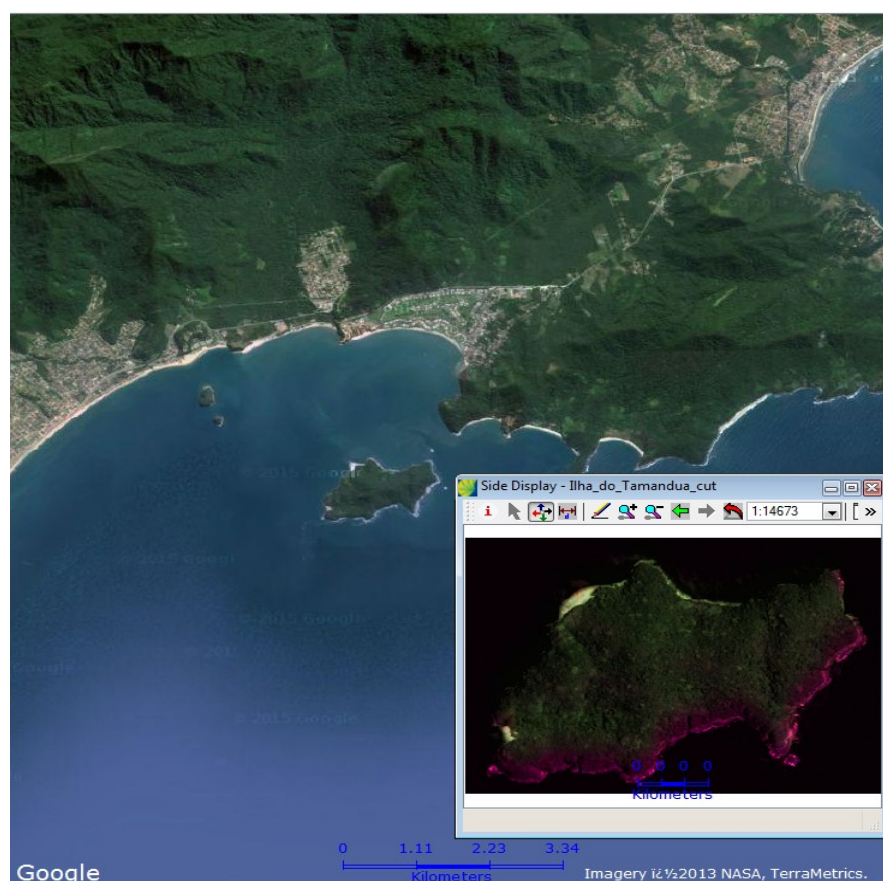 © 2015 Google
Side Display - Ilha_do_Tamandua_cut
i
1:14673
[ »
© 2015 Google
2015 Google
Google
201
© 2015 Google
0 0 0 0
Kilometers
0 1.11 2.23 3.34
Kilometers
Google
Imagery ï¿½2013 NASA, TerraMetrics.